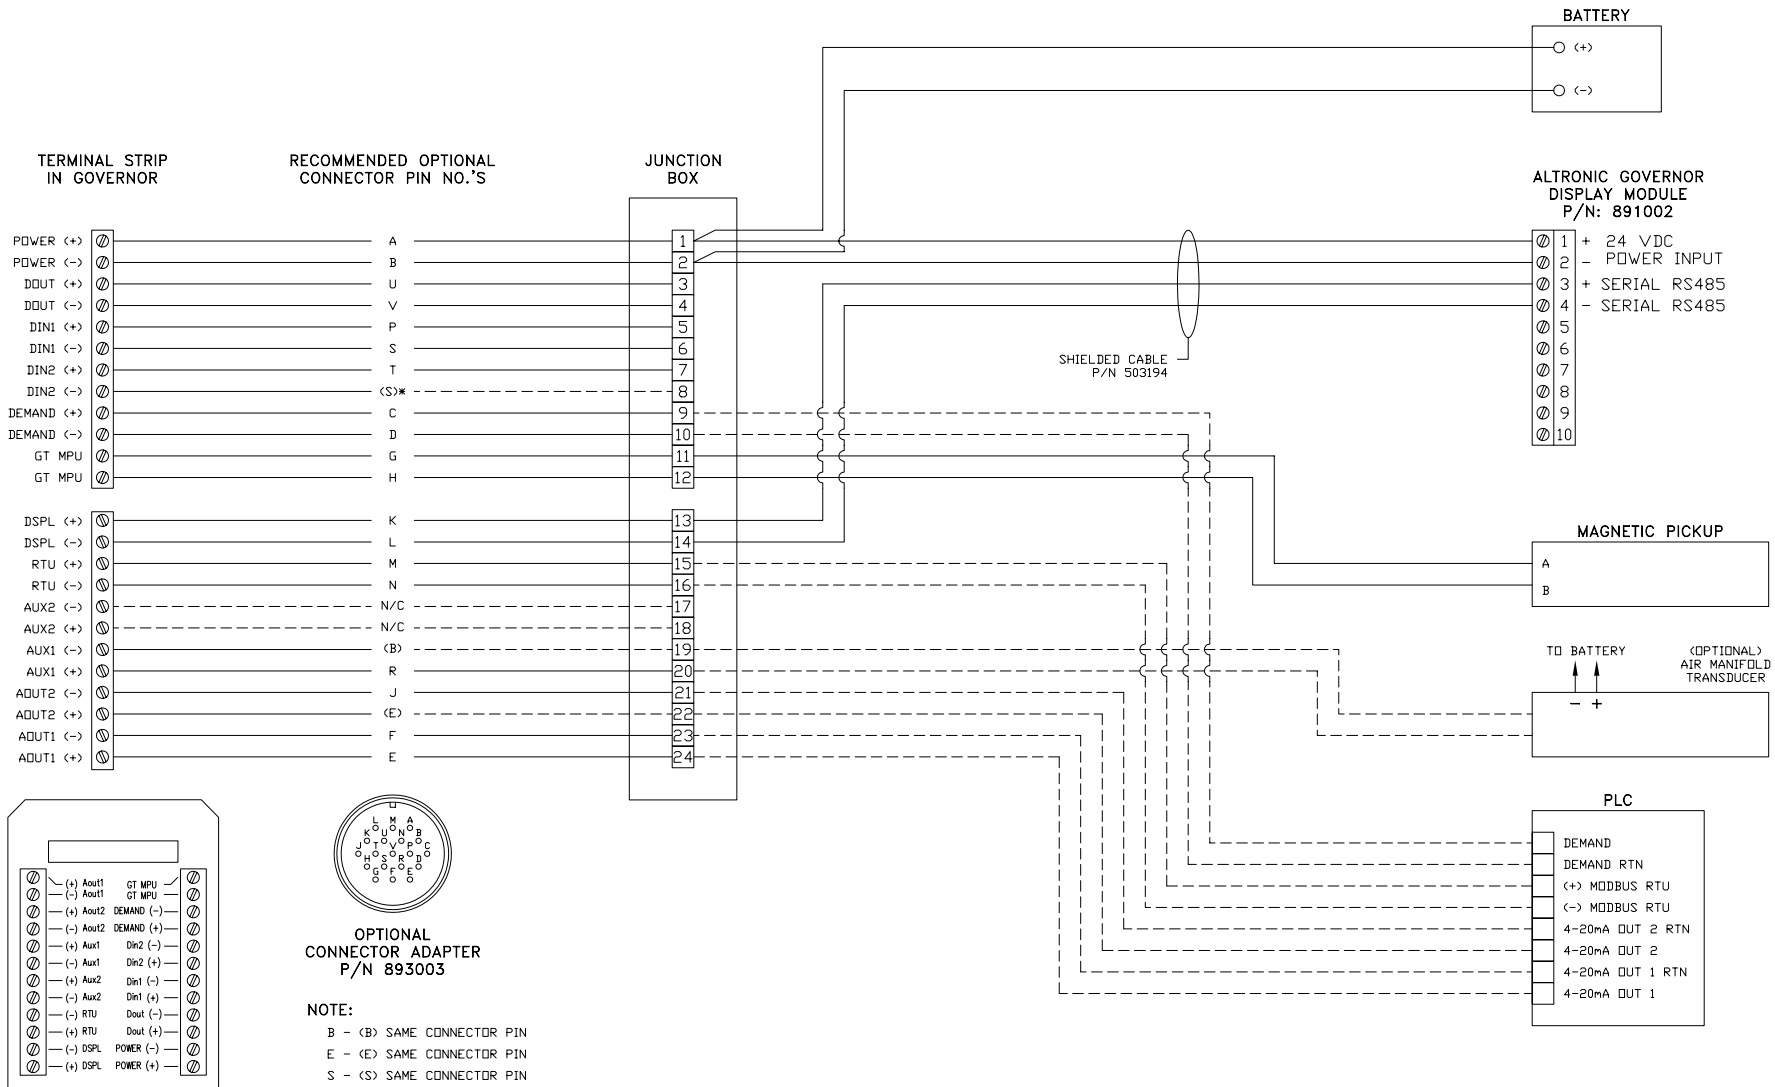 BATTERY
(+)
(-)
TERMINAL STRIP
IN GOVERNOR
RECOMMENDED OPTIONAL
CONNECTOR PIN NO.'S
JUNCTION
BOX
ALTRONIC GOVERNOR
DISPLAY MODULE
P/N: 891002
POWER (+) A 1
POWER (-) B 2
DOUT (+) U 3
DOUT (-) V 4
DIN1 (+) P 5
DIN1 (-) S 6
DIN2 (+) T 7
DIN2 (-) (S)* 8
DEMAND (+) C 9
DEMAND (-) D 10
GT MPU G 11
GT MPU H 12
DSPL (+) K 13
DSPL (-) L 14
RTU (+) M 15
RTU (-) N 16
AUX2 (-) N/C 17
AUX2 (+) N/C 18
AUX1 (-) (B) 19
AUX1 (+) R 20
AOUT2 (-) J 21
AOUT2 (+) (E) 22
AOUT1 (-) F 23
AOUT1 (+) E 24
1 + 24 VDC
2 - POWER INPUT
3 + SERIAL RS485
4 - SERIAL RS485
5
6
7
8
9
10
SHIELDED CABLE
P/N 503194
MAGNETIC PICKUP
A
B
TO BATTERY
- +
(OPTIONAL)
AIR MANIFOLD
TRANSDUCER
PLC
DEMAND
DEMAND RTN
(+) MODBUS RTU
(-) MODBUS RTU
4-20mA OUT 2 RTN
4-20mA OUT 2
4-20mA OUT 1 RTN
4-20mA OUT 1
(+) Aout1 GT MPU
(-) Aout1 GT MPU
(+) Aout2 DEMAND (-)
(-) Aout2 DEMAND (+)
(+) Aux1 Din2 (-)
(-) Aux1 Din2 (+)
(+) Aux2 Din1 (-)
(-) Aux2 Din1 (+)
(-) RTU Dout (-)
(+) RTU Dout (+)
(-) DSPL POWER (-)
(+) DSPL POWER (+)
L M A
K U N B
J T V P C
H S R D
G F E
OPTIONAL
CONNECTOR ADAPTER
P/N 893003
NOTE:
B - (B) SAME CONNECTOR PIN
E - (E) SAME CONNECTOR PIN
S - (S) SAME CONNECTOR PIN